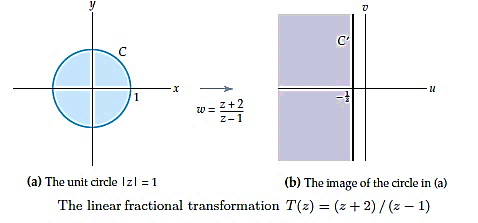 y
C
x
1
w = z + 2 / z - 1
v
C'
u
-1/2
(a) The unit circle |z| = 1
(b) The image of the circle in (a)
The linear fractional transformation T(z) = (z + 2) / (z − 1)